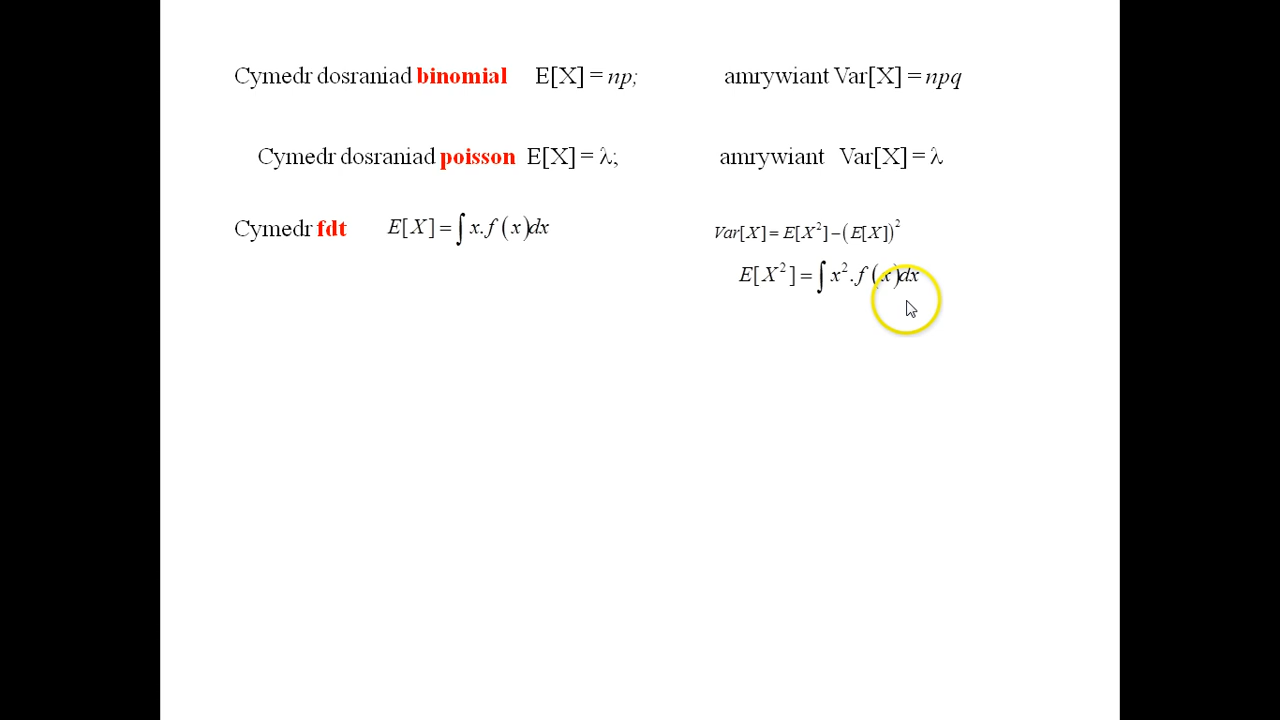 Cymedr dosraniad binomial E[X] = np; amrywiant Var[X] = npq
Cymedr dosraniad poisson E[X] = λ; amrywiant Var[X] = λ
Cymedr fdt E[X] = ∫ x.f(x)dx Var[X] = E[X²] − (E[X])²
E[X²] = ∫ x².f(x)dx